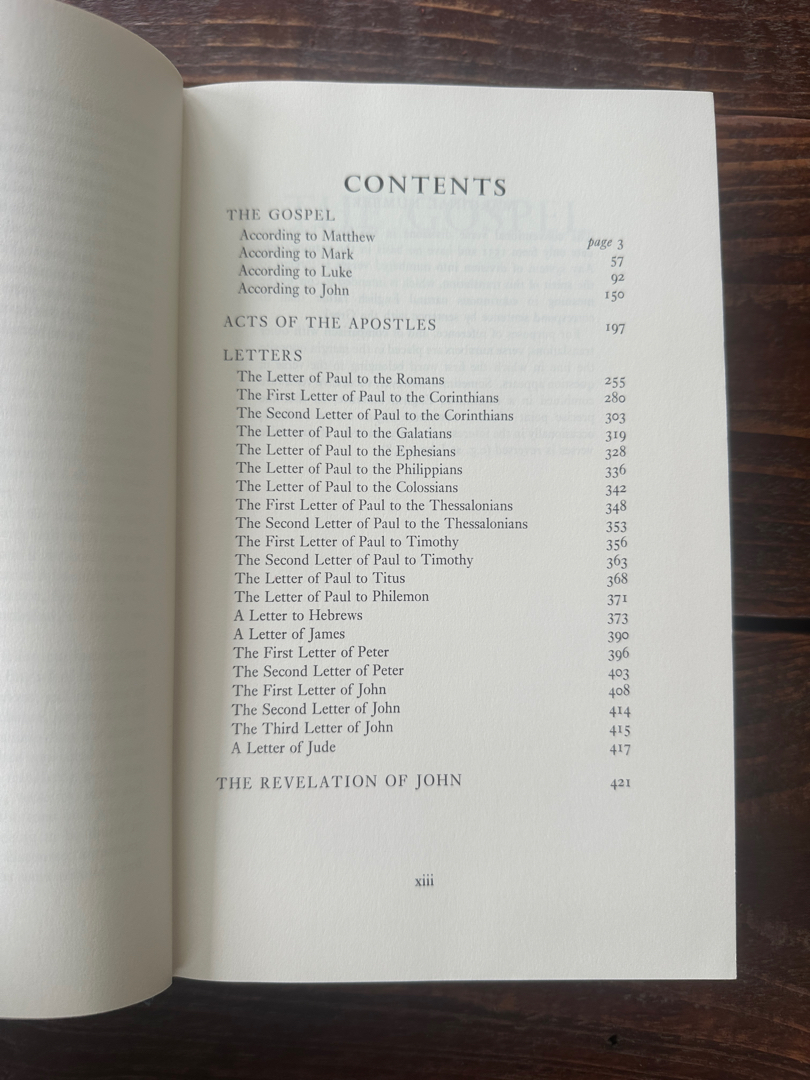 CONTENTS
THE GOSPEL
According to Matthew page 3
According to Mark 57
According to Luke 92
According to John 150
ACTS OF THE APOSTLES 197
LETTERS
The Letter of Paul to the Romans 255
The First Letter of Paul to the Corinthians 280
The Second Letter of Paul to the Corinthians 303
The Letter of Paul to the Galatians 319
The Letter of Paul to the Ephesians 328
The Letter of Paul to the Philippians 336
The Letter of Paul to the Colossians 342
The First Letter of Paul to the Thessalonians 348
The Second Letter of Paul to the Thessalonians 353
The First Letter of Paul to Timothy 356
The Second Letter of Paul to Timothy 363
The Letter of Paul to Titus 368
The Letter of Paul to Philemon 371
A Letter to Hebrews 373
A Letter of James 390
The First Letter of Peter 396
The Second Letter of Peter 403
The First Letter of John 408
The Second Letter of John 414
The Third Letter of John 415
A Letter of Jude 417
THE REVELATION OF JOHN 421
xiii